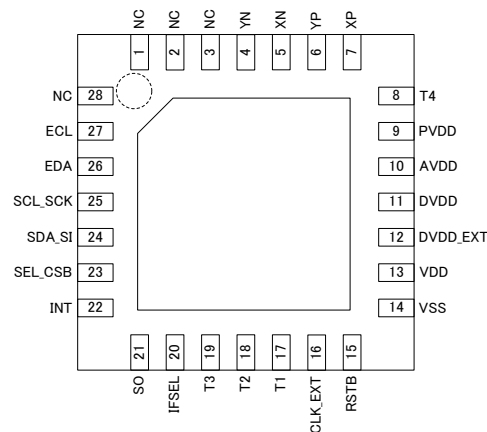 NC NC NC YN XN YP XP
1 2 3 4 5 6 7
NC 28
ECL 27
EDA 26
SCL_SCK 25
SDA_SI 24
SEL_CSB 23
INT 22
8 T4
9 PVDD
10 AVDD
11 DVDD
12 DVDD_EXT
13 VDD
14 VSS
21 20 19 18 17 16 15
SO IFSEL T3 T2 T1 CLK_EXT RSTB